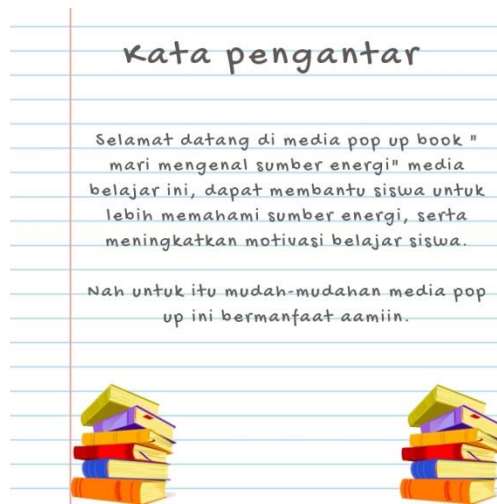 Kata pengantar
Selamat datang di media pop up book "
mari mengenal sumber energi" media
belajar ini, dapat membantu siswa untuk
lebih memahami sumber energi, serta
meningkatkan motivasi belajar siswa.
Nah untuk itu mudah-mudahan media pop
up ini bermanfaat aamiin.